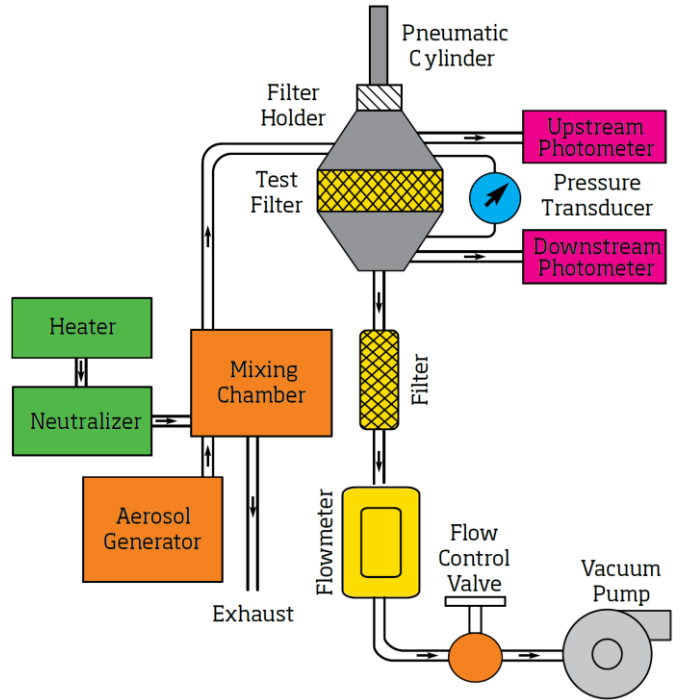 Pneumatic
Cylinder
Filter
Holder
Upstream
Photometer
Test
Filter
Pressure
Transducer
Downstream
Photometer
Heater
Mixing
Chamber
Filter
Neutralizer
Aerosol
Generator
Flowmeter
Flow
Control
Valve
Vacuum
Pump
Exhaust